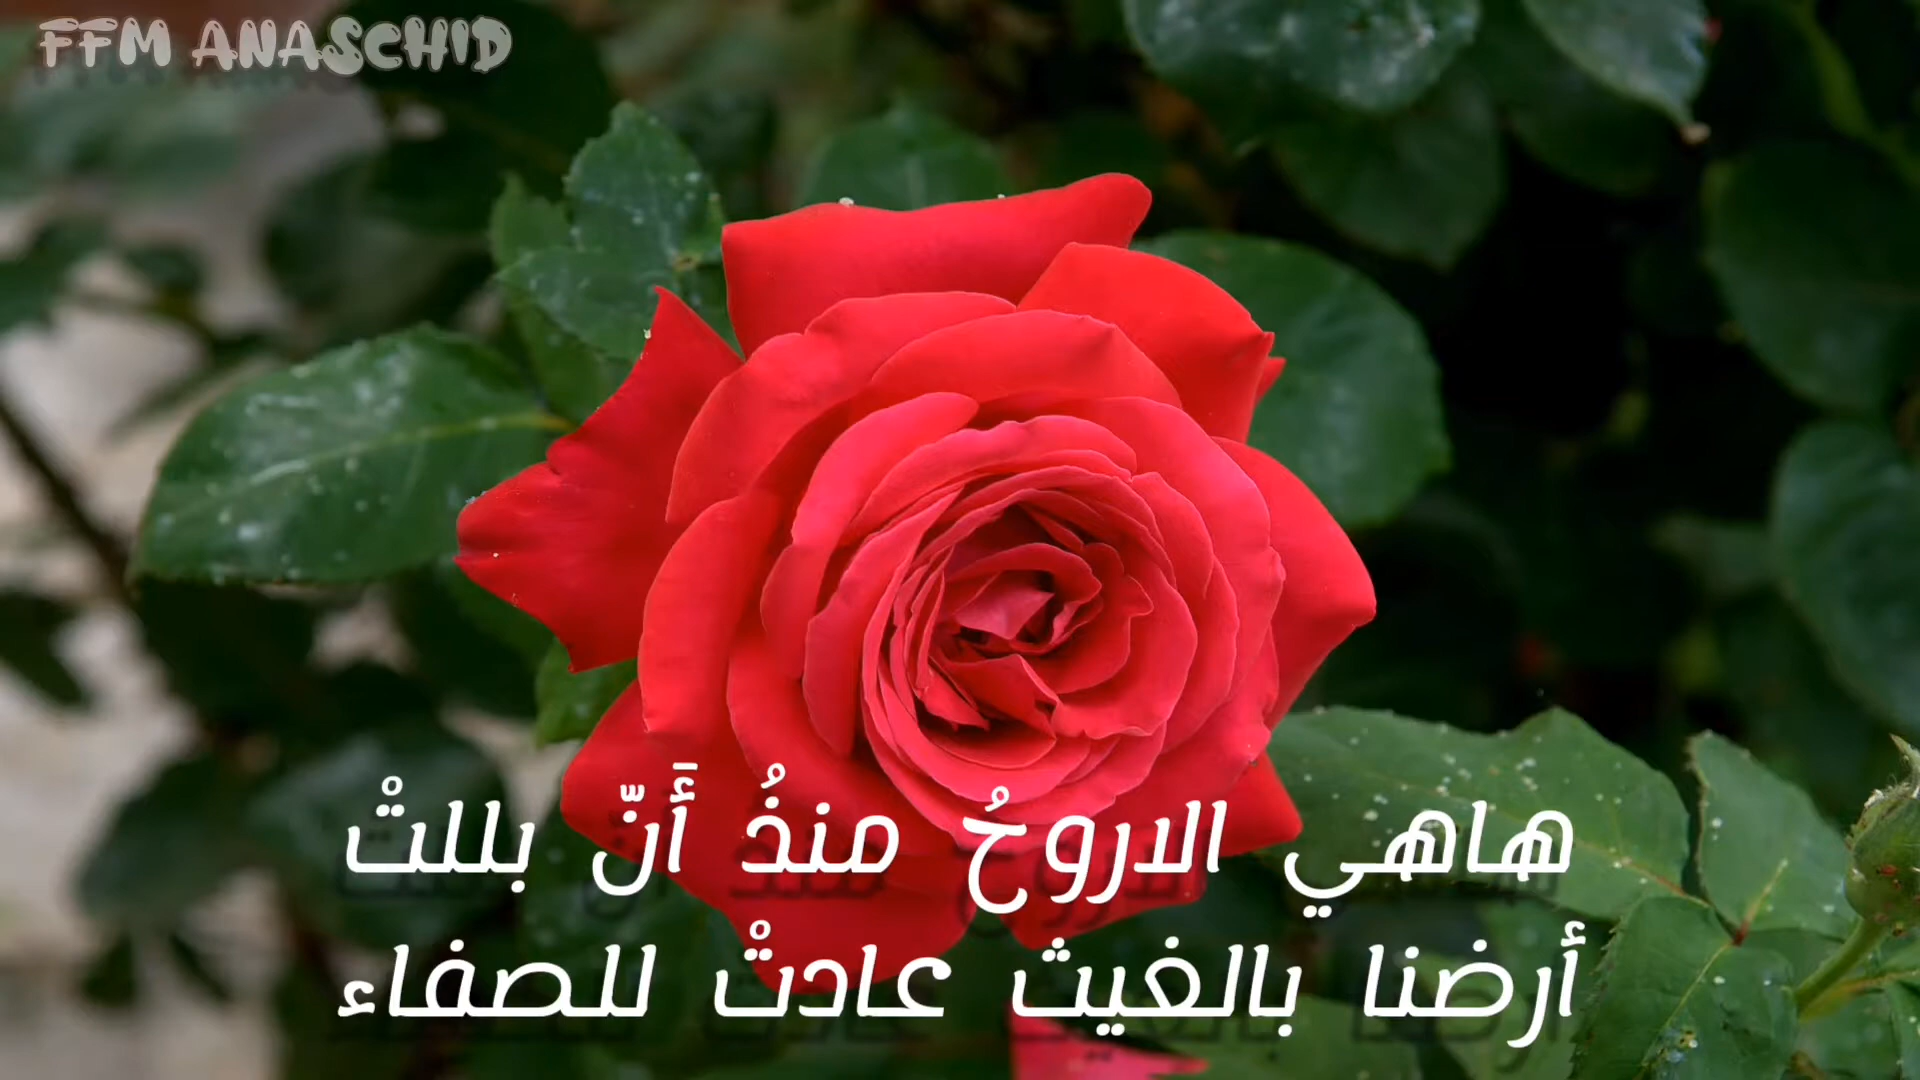 FFM ANASCHID
هاهي الاروحُ منذُ أَنّ بللتْ
أرضنا بالغيث عادتْ للصفاء